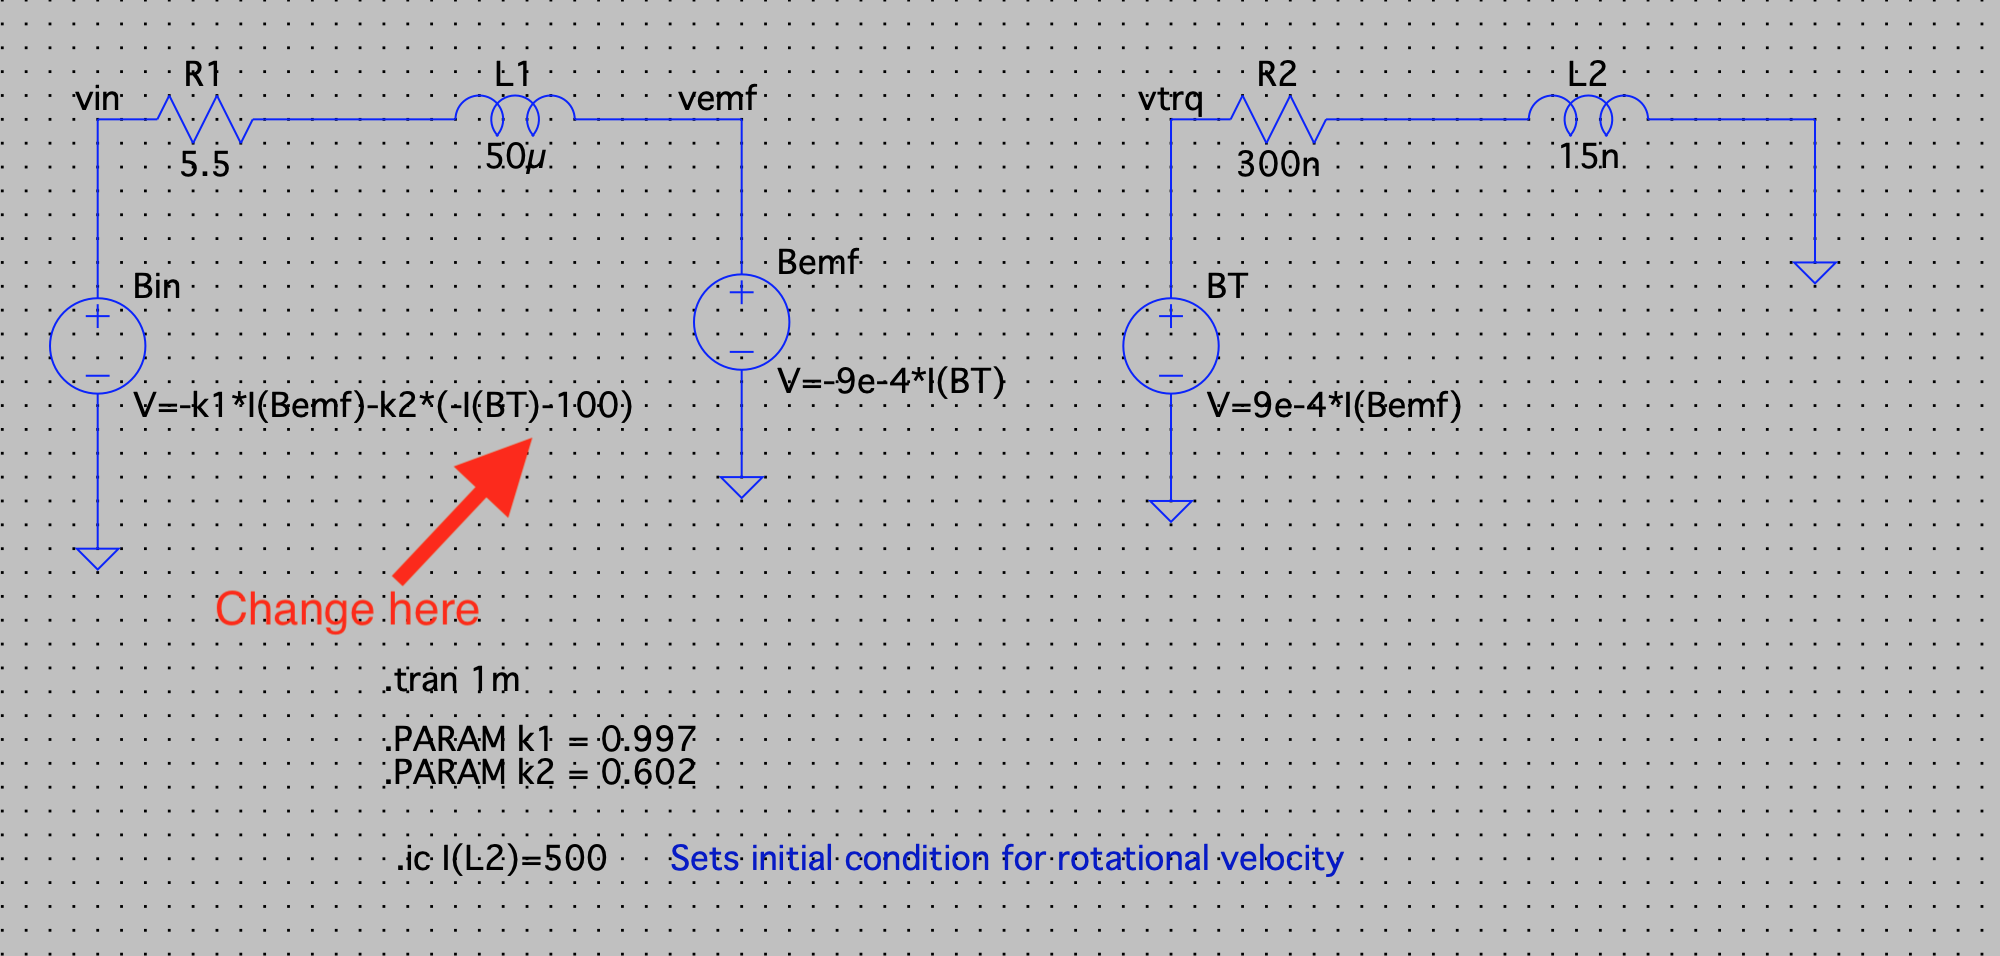 R1
L1
R2
L2
vin
vemf
vtrq
5.5
50µ
300n
15n
Bemf
Bin
BT
V=-9e-4*I(BT)
V=-k1*I(Bemf)-k2*(-I(BT)-100)
V=9e-4*I(Bemf)
Change here
.tran 1m
.PARAM k1 = 0.997
.PARAM k2 = 0.602
.ic I(L2)=500
Sets initial condition for rotational velocity